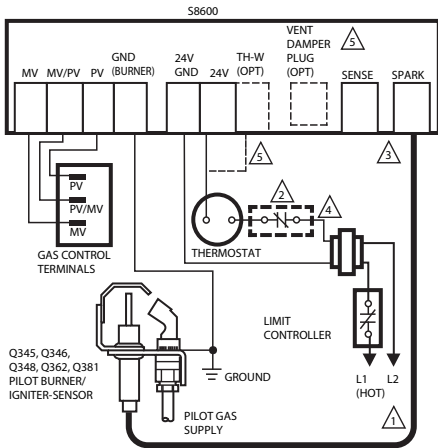 S8600
VENT
DAMPER
PLUG
(OPT)
5
GND
(BURNER)
24V
GND
TH-W
(OPT)
MV
MV/PV
PV
24V
SENSE
SPARK
3
5
2
4
PV
PV/MV
MV
GAS CONTROL
TERMINALS
THERMOSTAT
LIMIT
CONTROLLER
Q345, Q346,
Q348, Q362, Q381
PILOT BURNER/
IGNITER-SENSOR
GROUND
L1
(HOT)
L2
PILOT GAS
SUPPLY
1